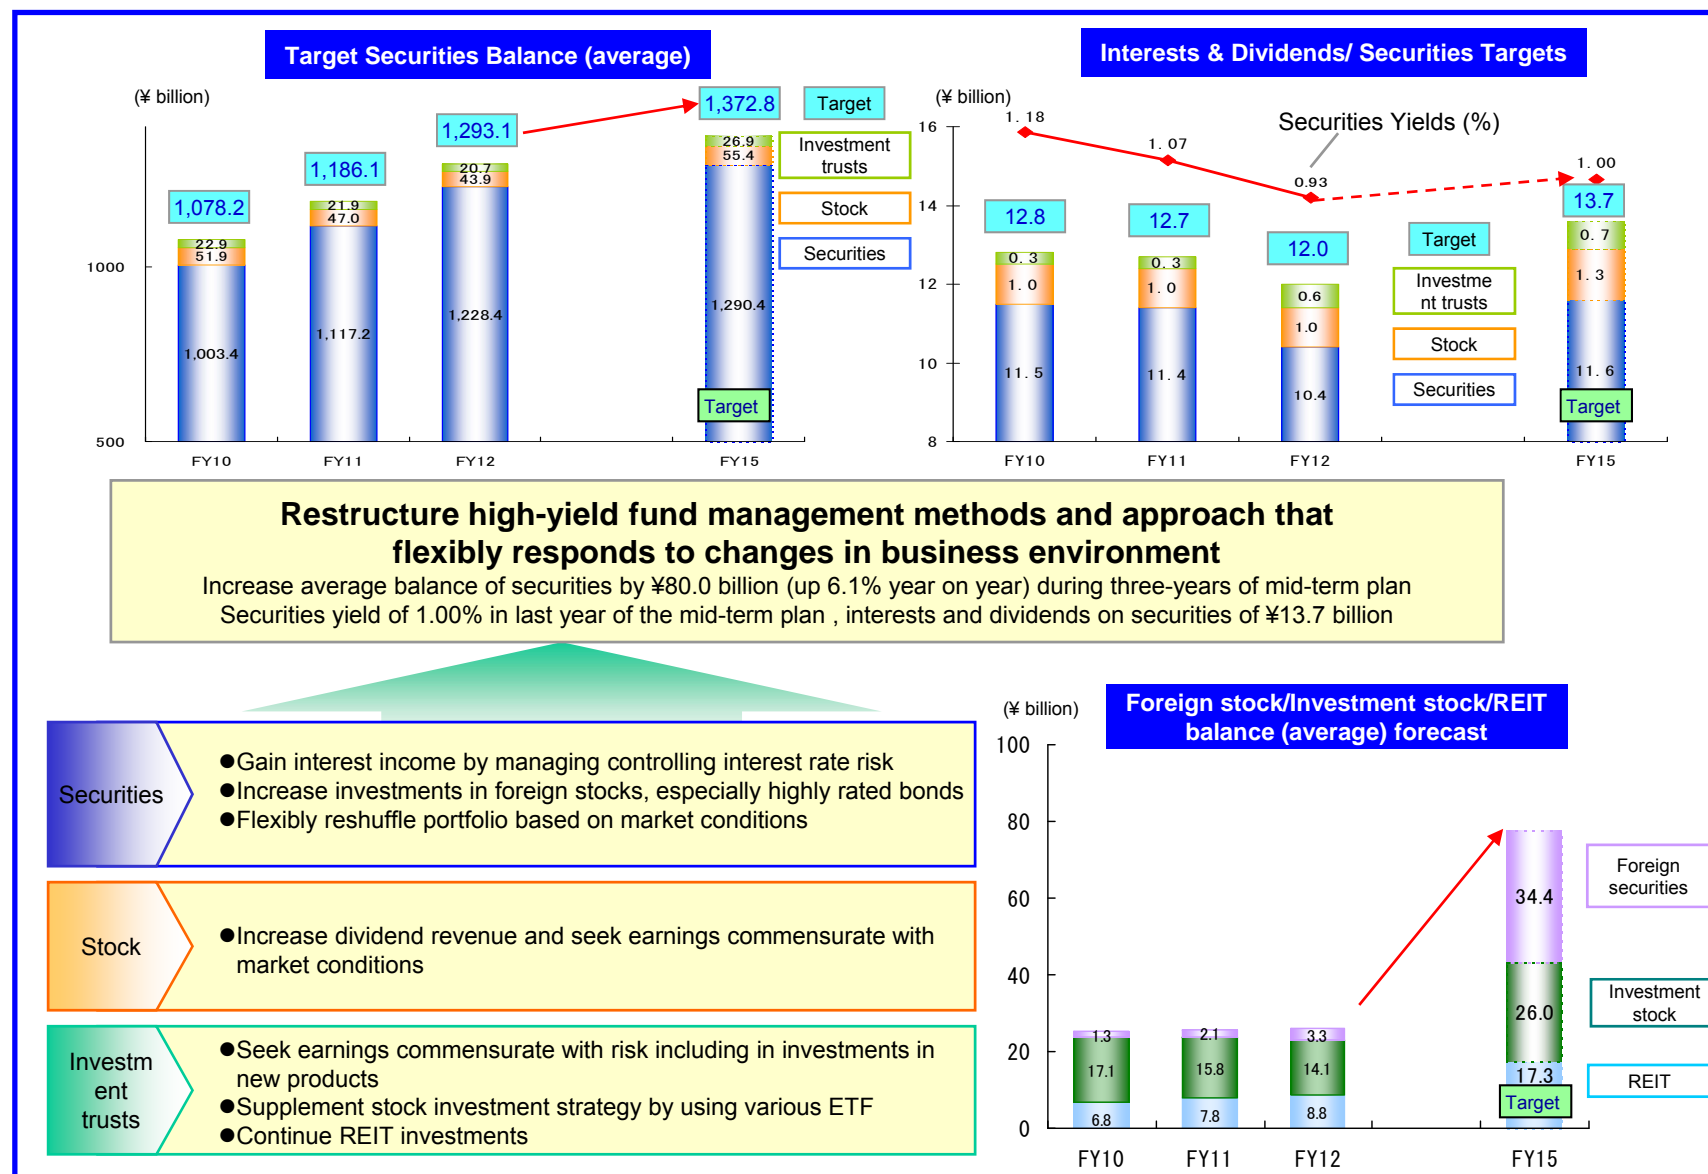 Target Securities Balance (average)
(¥ billion)
1,372.8
Target
1,293.1
1,186.1
1,078.2
Investment
trusts
Stock
Securities
26.9
55.4
20.7
43.9
21.9
47.0
22.9
51.9
1000
1,290.4
1,228.4
1,117.2
1,003.4
Target
500
FY10
FY11
FY12
FY15
Interests & Dividends/ Securities Targets
(¥ billion)
Securities Yields (%)
1.18
1.07
0.93
1.00
16
14
12
10
8
12.8
12.7
12.0
13.7
Target
Investme
nt trusts
Stock
Securities
0.3
0.3
0.6
0.7
1.0
1.0
1.0
1.3
11.5
11.4
10.4
11.6
Target
FY10
FY11
FY12
FY15
Restructure high-yield fund management methods and approach that
flexibly responds to changes in business environment
Increase average balance of securities by ¥80.0 billion (up 6.1% year on year) during three-years of mid-term plan
Securities yield of 1.00% in last year of the mid-term plan , interests and dividends on securities of ¥13.7 billion
Securities
●Gain interest income by managing controlling interest rate risk
●Increase investments in foreign stocks, especially highly rated bonds
●Flexibly reshuffle portfolio based on market conditions
Stock
●Increase dividend revenue and seek earnings commensurate with
market conditions
Investm
ent
trusts
●Seek earnings commensurate with risk including in investments in
new products
●Supplement stock investment strategy by using various ETF
●Continue REIT investments
(¥ billion)
Foreign stock/Investment stock/REIT
balance (average) forecast
100
80
60
40
20
0
1.3
2.1
3.3
34.4
17.1
15.8
14.1
26.0
6.8
7.8
8.8
17.3
Target
Foreign
securities
Investment
stock
REIT
FY10
FY11
FY12
FY15